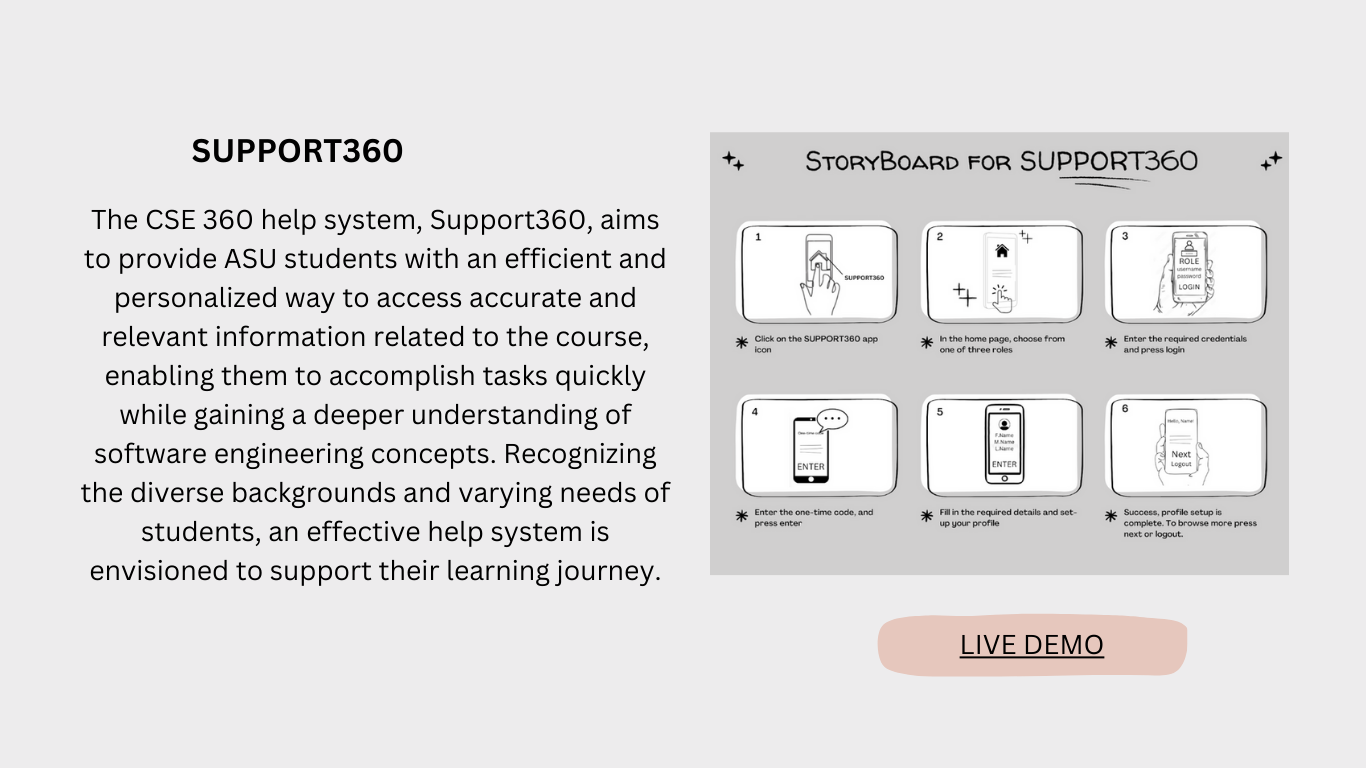 SUPPORT360
The CSE 360 help system, Support360, aims
to provide ASU students with an efficient and
personalized way to access accurate and
relevant information related to the course,
enabling them to accomplish tasks quickly
while gaining a deeper understanding of
software engineering concepts. Recognizing
the diverse backgrounds and varying needs of
students, an effective help system is
envisioned to support their learning journey.
STORYBOARD FOR SUPPORT360
1
SUPPORT360
Click on the SUPPORT360 app
icon
2
In the home page, choose from
one of three roles
3
ROLE
username
password
LOGIN
Enter the required credentials
and press login
4
ENTER
Enter the one-time code, and
press enter
5
F.Name
M.Name
L.Name
ENTER
Fill in the required details and set-
up your profile
6
Hello, Name!
Next
Logout
Success, profile setup is
complete. To browse more press
next or logout.
LIVE DEMO